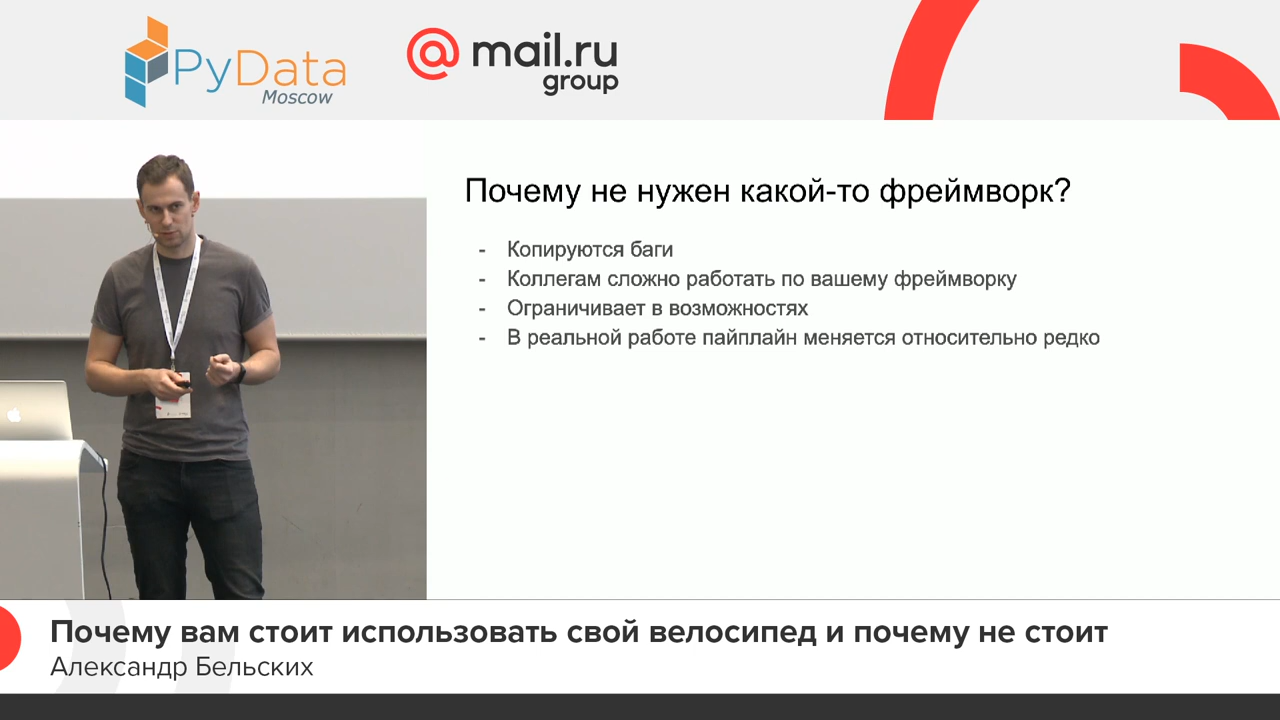 PyData
Moscow
@mail.ru
group
Почему не нужен какой-то фреймворк?
- Копируются баги
- Коллегам сложно работать по вашему фреймворку
- Ограничивает в возможностях
- В реальной работе пайплайн меняется относительно редко
Почему вам стоит использовать свой велосипед и почему не стоит
Александр Бельских